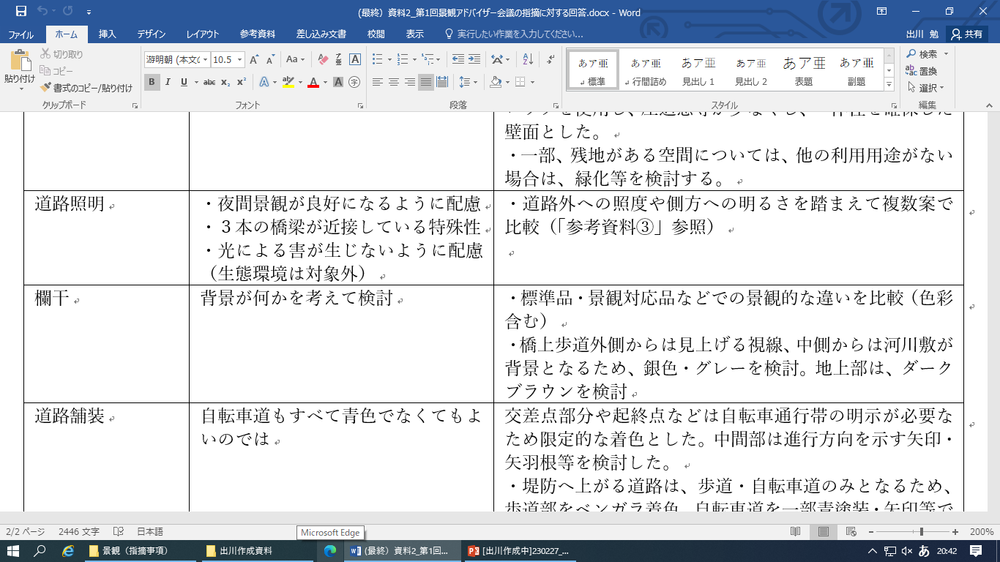 (最終）資料2_第1回景観アドバイザー会議の指摘に対する回答.docx - Word
ファイル ホーム 挿入 デザイン レイアウト 参考資料 差し込み文書 校閲 表示 実行したい作業を入力してください... 出川 勉 共有
貼り付け
切り取り
コピー
書式のコピー/貼り付け
クリップボード
游明朝 (本文の 10.5
フォント
段落
あア亜 あア亜 あア亜 あア亜 あア亜 あア亜
標準 行間詰め 見出し 1 見出し 2 表題 副題
スタイル
検索
置換
選択
編集
壁面とした。
・一部、残地がある空間については、他の利用用途がない
場合は、緑化等を検討する。
道路照明
・夜間景観が良好になるように配慮
・３本の橋梁が近接している特殊性
・光による害が生じないように配慮
（生態環境は対象外）
・道路外への照度や側方への明るさを踏まえて複数案で
比較（「参考資料③」参照）
欄干
背景が何かを考えて検討
・標準品・景観対応品などでの景観的な違いを比較（色彩
含む）
・橋上歩道外側からは見上げる視線、中側からは河川敷が
背景となるため、銀色・グレーを検討。地上部は、ダーク
ブラウンを検討
道路舗装
自転車道もすべて青色でなくてもよ
いのでは
交差点部分や起終点などは自転車通行帯の明示が必要な
ため限定的な着色とした。中間部は進行方向を示す矢印・
矢羽根等を検討した。
・堤防へ上がる道路は、歩道・自転車道のみとなるため、
歩道部をベンガラ着色、自転車道を一部青塗装・矢印等で
2/2 ページ 2446 文字 日本語 200%
Microsoft Edge
景観（指摘事項） 出川作成資料 (最終）資料2_第1回... [出川作成中]230227_... あ 20:42